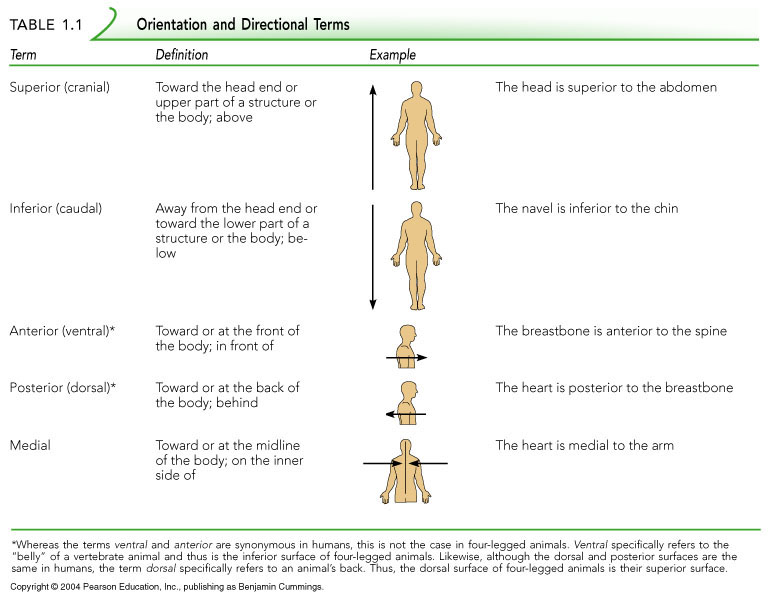 TABLE 1.1 Orientation and Directional Terms
Term Definition Example
Superior (cranial) Toward the head end or The head is superior to the abdomen
upper part of a structure or
the body; above
Inferior (caudal) Away from the head end or The navel is inferior to the chin
toward the lower part of a
structure or the body; be-
low
Anterior (ventral)* Toward or at the front of The breastbone is anterior to the spine
the body; in front of
Posterior (dorsal)* Toward or at the back of The heart is posterior to the breastbone
the body; behind
Medial Toward or at the midline The heart is medial to the arm
of the body; on the inner
side of
*Whereas the terms ventral and anterior are synonymous in humans, this is not the case in four-legged animals. Ventral specifically refers to the
"belly" of a vertebrate animal and thus is the inferior surface of four-legged animals. Likewise, although the dorsal and posterior surfaces are the
same in humans, the term dorsal specifically refers to an animal's back. Thus, the dorsal surface of four-legged animals is their superior surface.
Copyright © 2004 Pearson Education, Inc., publishing as Benjamin Cummings.